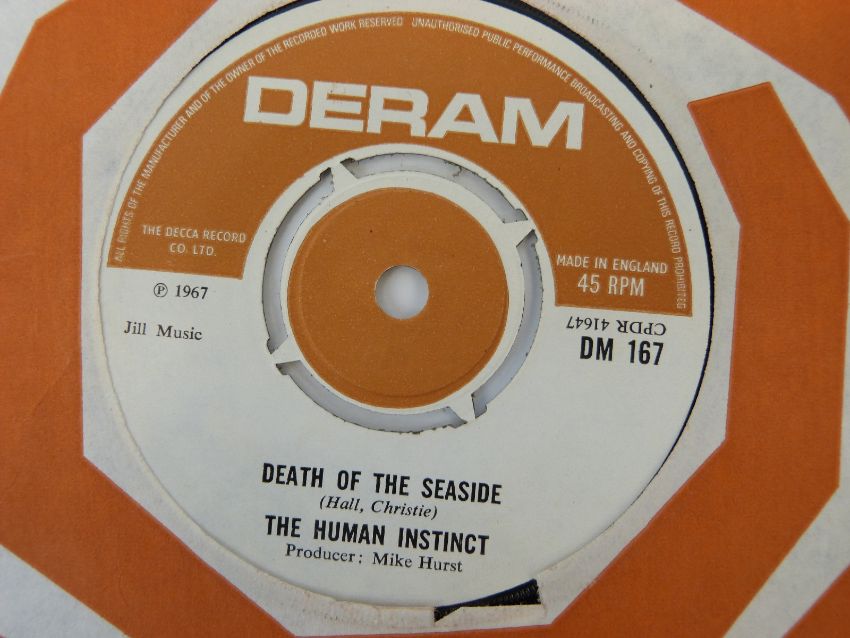 ALL RIGHTS OF THE MANUFACTURER AND OF THE OWNER OF THE RECORDED WORK RESERVED UNAUTHORISED PUBLIC PERFORMANCE BROADCASTING AND COPYING OF THIS RECORD PROHIBITED
DERAM
THE DECCA RECORD
CO. LTD.
MADE IN ENGLAND
45 RPM
℗ 1967
Jill Music
CPDR 41647
DM 167
DEATH OF THE SEASIDE
(Hall, Christie)
THE HUMAN INSTINCT
Producer: Mike Hurst